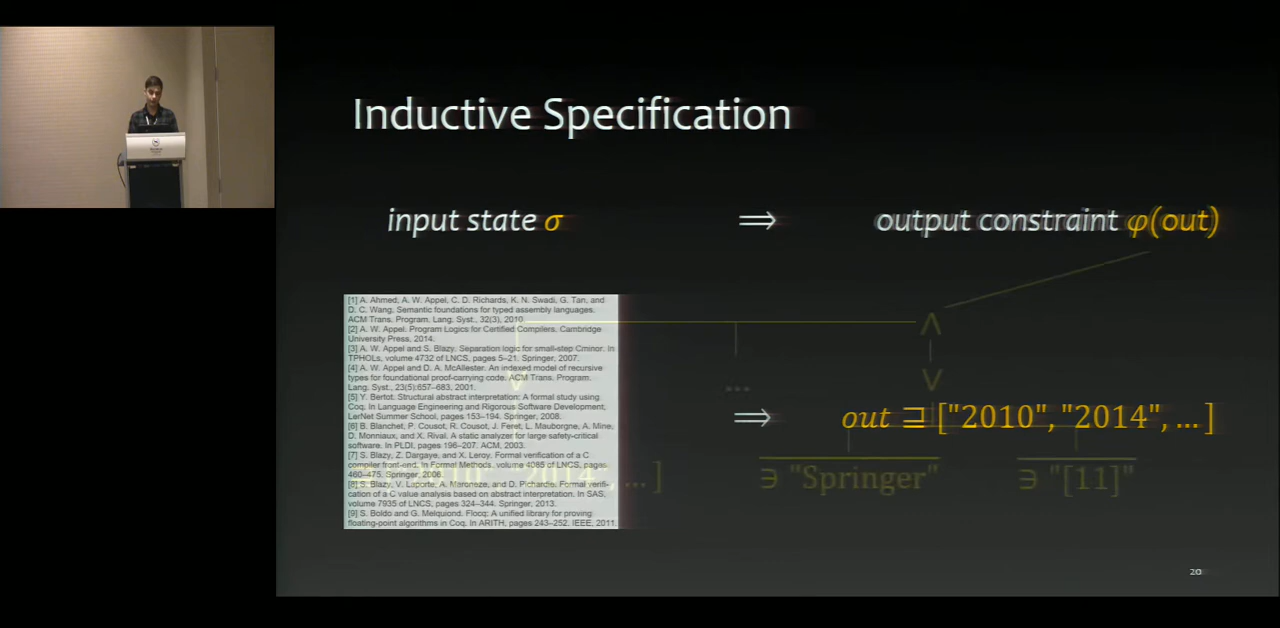 Inductive Specification
input state σ ⟹ output constraint φ(out)
[1] A. Ahmed, A. W. Appel, C. D. Richards, K. N. Swadi, G. Tan, and
D. C. Wang. Semantic foundations for typed assembly languages.
ACM Trans. Program. Lang. Syst., 32(3), 2010.
[2] A. W. Appel. Program Logics for Certified Compilers. Cambridge
University Press, 2014.
[3] A. W. Appel and S. Blazy. Separation logic for small-step Cminor. In
TPHOLs, volume 4732 of LNCS, pages 5–21. Springer, 2007.
[4] A. W. Appel and D. A. McAllester. An indexed model of recursive
types for foundational proof-carrying code. ACM Trans. Program.
Lang. Syst., 23(5):657–683, 2001.
[5] Y. Bertot. Structural abstract interpretation: A formal study using
Coq. In Language Engineering and Rigorous Software Development,
LerNet Summer School, pages 153–194. Springer, 2008.
[6] B. Blanchet, P. Cousot, R. Cousot, J. Feret, L. Mauborgne, A. Mine,
D. Monniaux, and X. Rival. A static analyzer for large safety-critical
software. In PLDI, pages 196–207. ACM, 2003.
[7] S. Blazy, Z. Dargaye, and X. Leroy. Formal verification of a C
compiler front-end. In Formal Methods, volume 4085 of LNCS, pages
460–475. Springer, 2006.
[8] S. Blazy, V. Laporte, A. Maroneze, and D. Pichardie. Formal verifi-
cation of a C value analysis based on abstract interpretation. In SAS,
volume 7935 of LNCS, pages 324–344. Springer, 2013.
[9] S. Boldo and G. Melquiond. Flocq: A unified library for proving
floating-point algorithms in Coq. In ARITH, pages 243–252. IEEE, 2011.
∧
... ∨
⟹ out ⊒ ["2010", "2014", ...]
, ...] ∋ "Springer" ∋ "[11]"
20